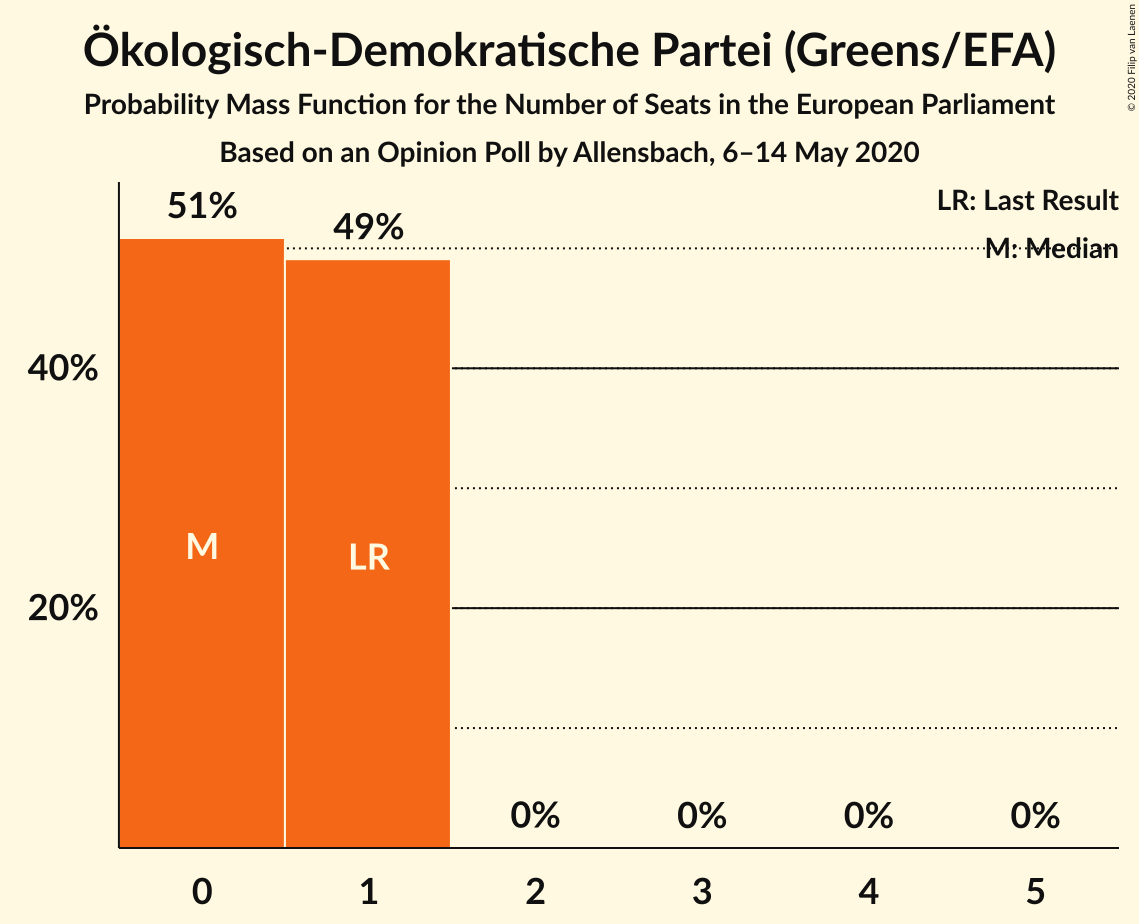 Ökologisch-Demokratische Partei (Greens/EFA)
Probability Mass Function for the Number of Seats in the European Parliament
Based on an Opinion Poll by Allensbach, 6–14 May 2020
© 2020 Filip van Laenen
LR: Last Result
M: Median
51%
49%
40%
20%
M
LR
0%
0%
0%
0%
0
1
2
3
4
5